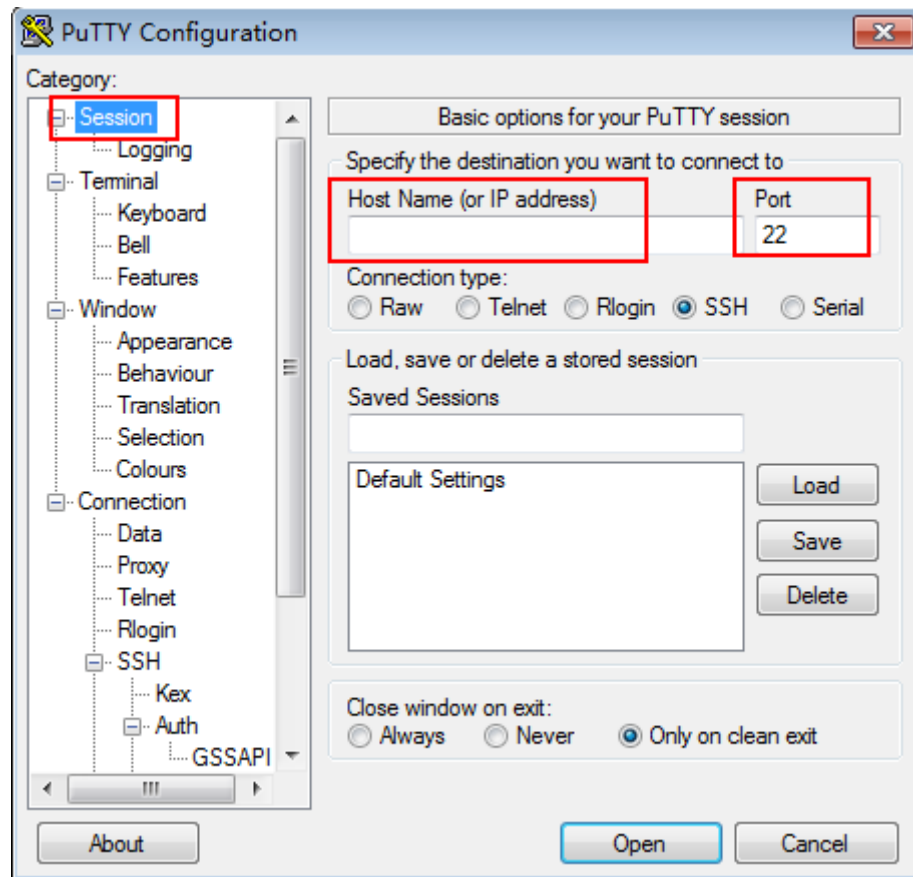 PuTTY Configuration
Category:
Session
Logging
Terminal
Keyboard
Bell
Features
Window
Appearance
Behaviour
Translation
Selection
Colours
Connection
Data
Proxy
Telnet
Rlogin
SSH
Kex
Auth
GSSAPI
Basic options for your PuTTY session
Specify the destination you want to connect to
Host Name (or IP address) Port
22
Connection type:
Raw Telnet Rlogin SSH Serial
Load, save or delete a stored session
Saved Sessions
Default Settings
Load
Save
Delete
Close window on exit:
Always Never Only on clean exit
About Open Cancel